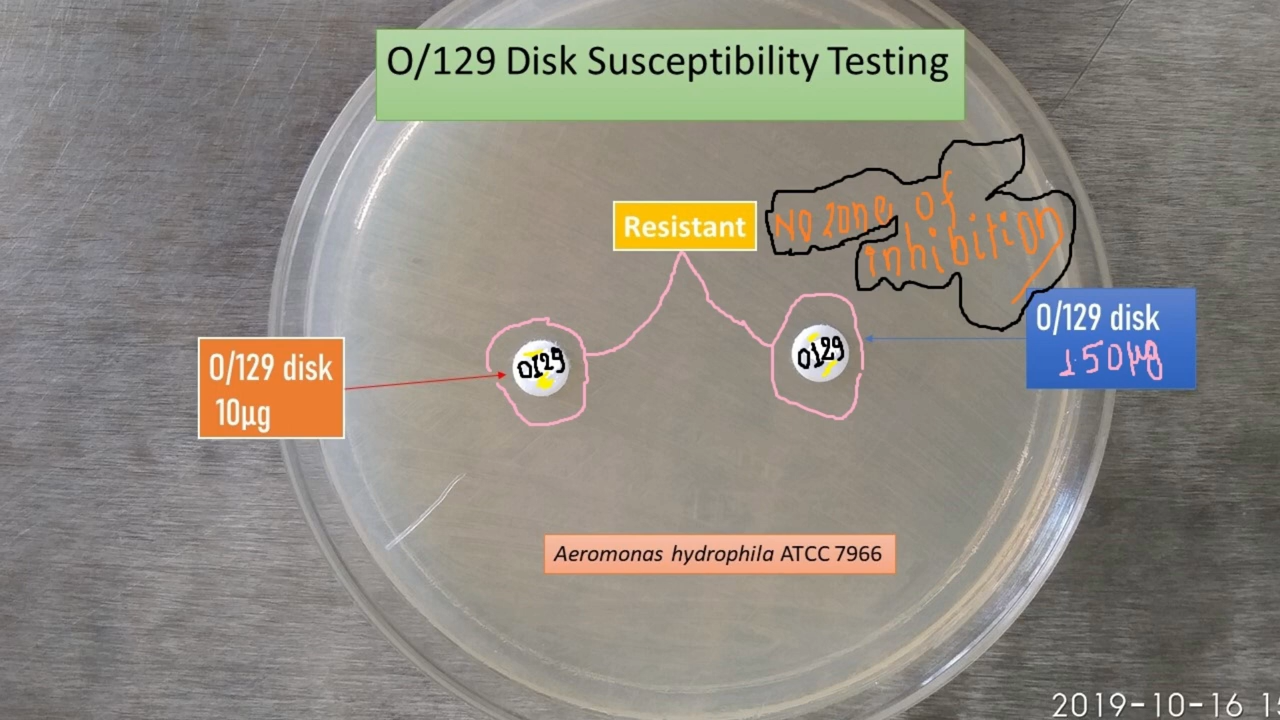 O/129 Disk Susceptibility Testing
Resistant
No zone of
inhibition
O/129 disk
150µg
O/129 disk
10µg
O129
O129
Aeromonas hydrophila ATCC 7966
2019-10-16